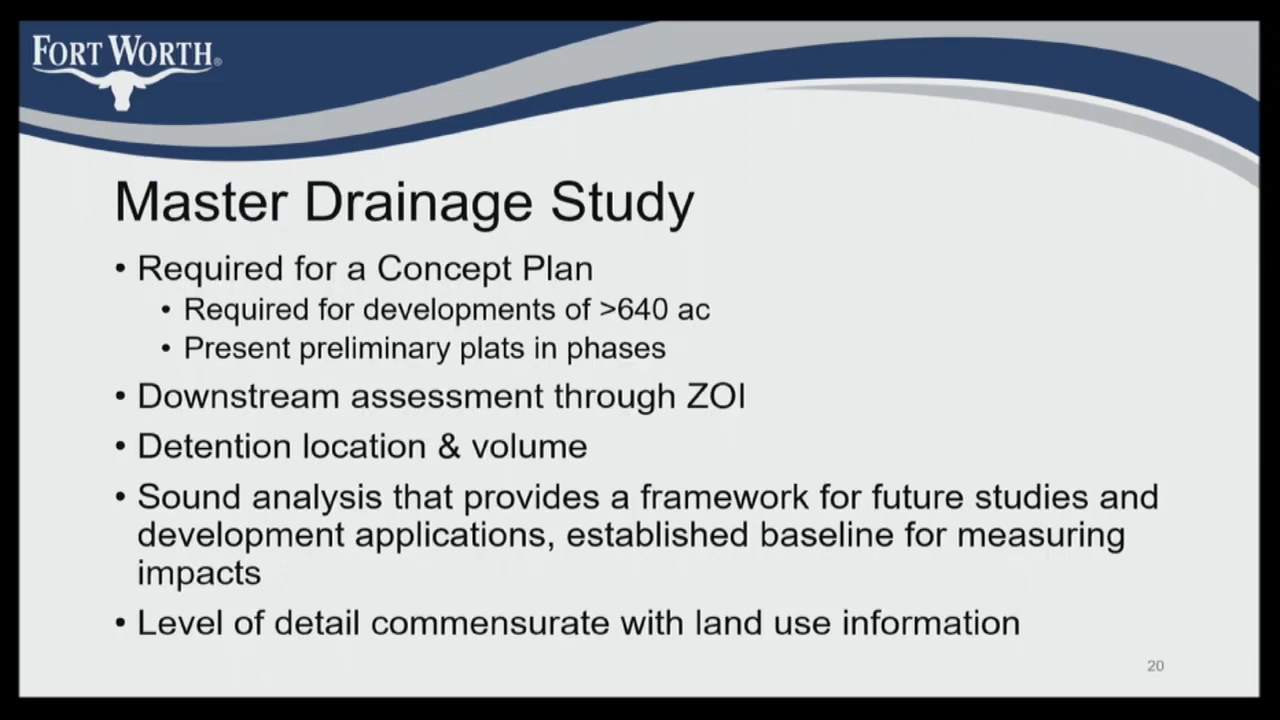 FORT WORTH®
Master Drainage Study
• Required for a Concept Plan
• Required for developments of >640 ac
• Present preliminary plats in phases
• Downstream assessment through ZOI
• Detention location & volume
• Sound analysis that provides a framework for future studies and
development applications, established baseline for measuring
impacts
• Level of detail commensurate with land use information
20